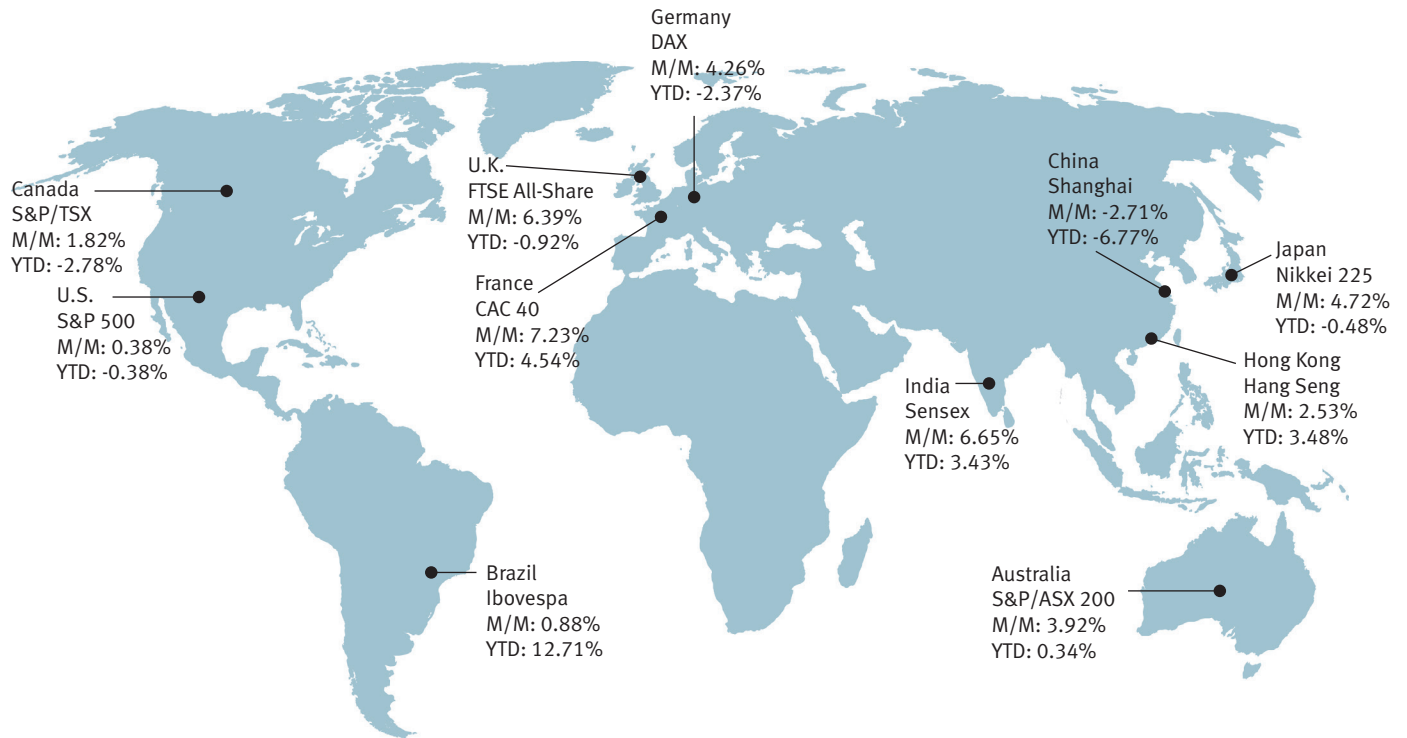 Germany
DAX
M/M: 4.26%
YTD: -2.37%
Canada
S&P/TSX
M/M: 1.82%
YTD: -2.78%
U.S.
S&P 500
M/M: 0.38%
YTD: -0.38%
U.K.
FTSE All-Share
M/M: 6.39%
YTD: -0.92%
France
CAC 40
M/M: 7.23%
YTD: 4.54%
China
Shanghai
M/M: -2.71%
YTD: -6.77%
Japan
Nikkei 225
M/M: 4.72%
YTD: -0.48%
Hong Kong
Hang Seng
M/M: 2.53%
YTD: 3.48%
India
Sensex
M/M: 6.65%
YTD: 3.43%
Brazil
Ibovespa
M/M: 0.88%
YTD: 12.71%
Australia
S&P/ASX 200
M/M: 3.92%
YTD: 0.34%